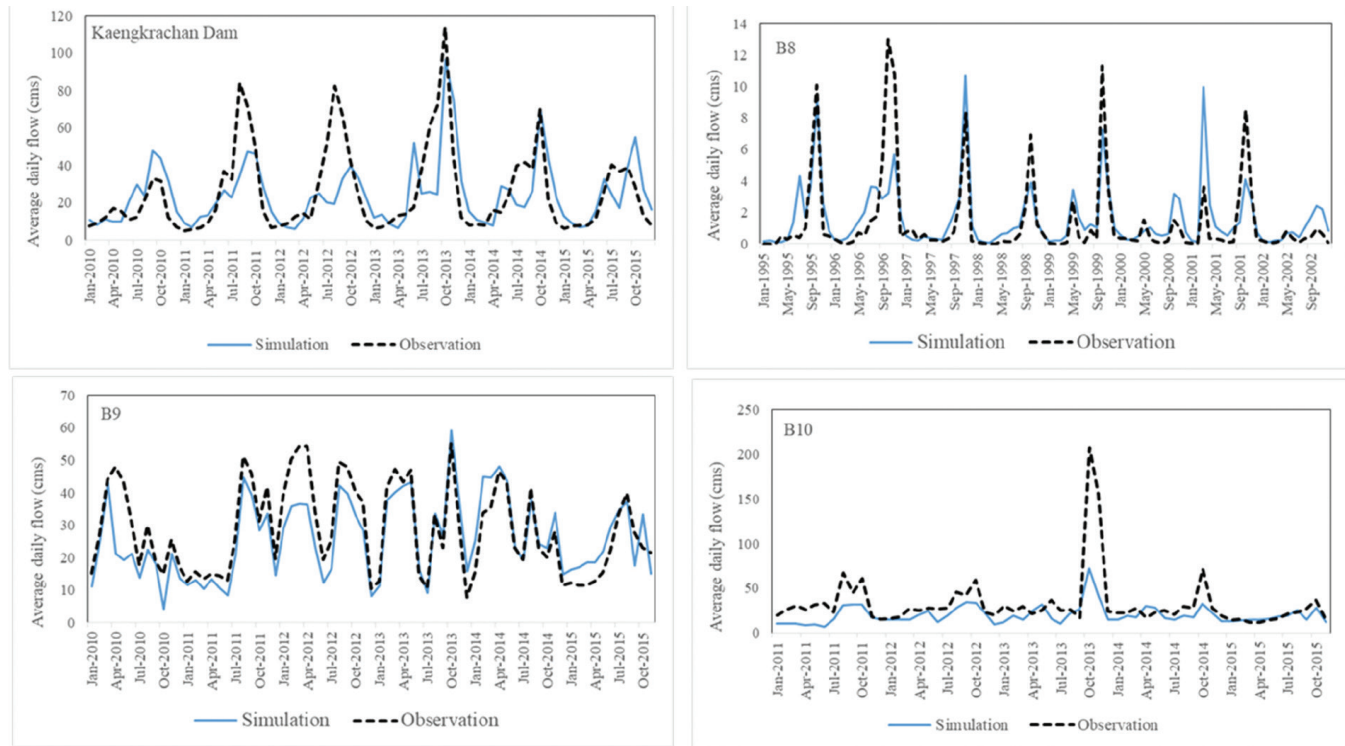 Kaengkrachan Dam
Average daily flow (cms)
120
100
80
60
40
20
0
Jan-2010
Apr-2010
Jul-2010
Oct-2010
Jan-2011
Apr-2011
Jul-2011
Oct-2011
Jan-2012
Apr-2012
Jul-2012
Oct-2012
Jan-2013
Apr-2013
Jul-2013
Oct-2013
Jan-2014
Apr-2014
Jul-2014
Oct-2014
Jan-2015
Apr-2015
Jul-2015
Oct-2015
Simulation Observation
B8
Average daily flow (cms)
14
12
10
8
6
4
2
0
Jan-1995
May-1995
Sep-1995
Jan-1996
May-1996
Sep-1996
Jan-1997
May-1997
Sep-1997
Jan-1998
May-1998
Sep-1998
Jan-1999
May-1999
Sep-1999
Jan-2000
May-2000
Sep-2000
Jan-2001
May-2001
Sep-2001
Jan-2002
May-2002
Sep-2002
Simulation Observation
B9
Average daily flow (cms)
70
60
50
40
30
20
10
0
Jan-2010
Apr-2010
Jul-2010
Oct-2010
Jan-2011
Apr-2011
Jul-2011
Oct-2011
Jan-2012
Apr-2012
Jul-2012
Oct-2012
Jan-2013
Apr-2013
Jul-2013
Oct-2013
Jan-2014
Apr-2014
Jul-2014
Oct-2014
Jan-2015
Apr-2015
Jul-2015
Oct-2015
Simulation Observation
B10
Average daily flow (cms)
250
200
150
100
50
0
Jan-2011
Apr-2011
Jul-2011
Oct-2011
Jan-2012
Apr-2012
Jul-2012
Oct-2012
Jan-2013
Apr-2013
Jul-2013
Oct-2013
Jan-2014
Apr-2014
Jul-2014
Oct-2014
Jan-2015
Apr-2015
Jul-2015
Oct-2015
Simulation Observation